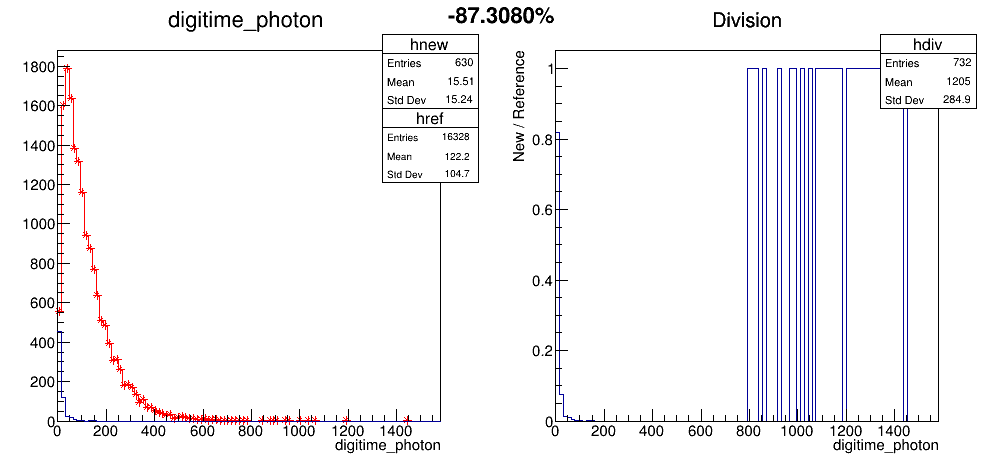 -87.3080%
digitime_photon
hnew
Entries 630
Mean 15.51
Std Dev 15.24
href
Entries 16328
Mean 122.2
Std Dev 104.7
1800
1600
1400
1200
1000
800
600
400
200
0
0 200 400 600 800 1000 1200 1400
digitime_photon
Division
hdiv
Entries 732
Mean 1205
Std Dev 284.9
New / Reference
1
0.8
0.6
0.4
0.2
0
0 200 400 600 800 1000 1200 1400
digitime_photon